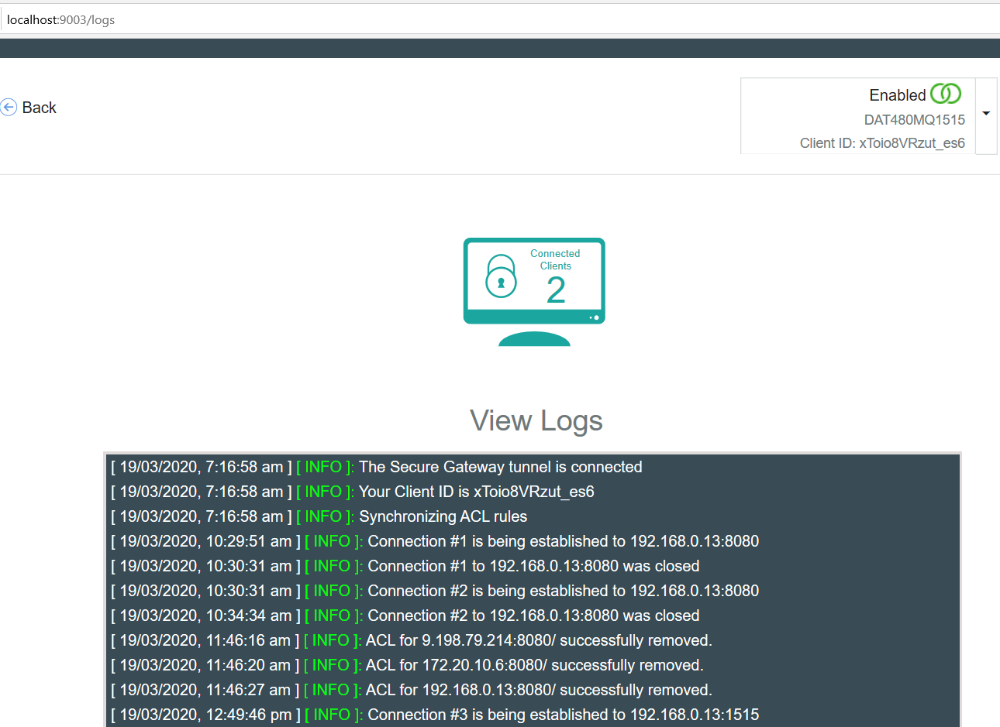 localhost:9003/logs
Back
Enabled
DAT480MQ1515
Client ID: xToio8VRzut_es6
Connected
Clients
2
View Logs
[ 19/03/2020, 7:16:58 am ] [ INFO ]: The Secure Gateway tunnel is connected
[ 19/03/2020, 7:16:58 am ] [ INFO ]: Your Client ID is xToio8VRzut_es6
[ 19/03/2020, 7:16:58 am ] [ INFO ]: Synchronizing ACL rules
[ 19/03/2020, 10:29:51 am ] [ INFO ]: Connection #1 is being established to 192.168.0.13:8080
[ 19/03/2020, 10:30:31 am ] [ INFO ]: Connection #1 to 192.168.0.13:8080 was closed
[ 19/03/2020, 10:30:31 am ] [ INFO ]: Connection #2 is being established to 192.168.0.13:8080
[ 19/03/2020, 10:34:34 am ] [ INFO ]: Connection #2 to 192.168.0.13:8080 was closed
[ 19/03/2020, 11:46:16 am ] [ INFO ]: ACL for 9.198.79.214:8080/ successfully removed.
[ 19/03/2020, 11:46:20 am ] [ INFO ]: ACL for 172.20.10.6:8080/ successfully removed.
[ 19/03/2020, 11:46:27 am ] [ INFO ]: ACL for 192.168.0.13:8080/ successfully removed.
[ 19/03/2020, 12:49:46 pm ] [ INFO ]: Connection #3 is being established to 192.168.0.13:1515